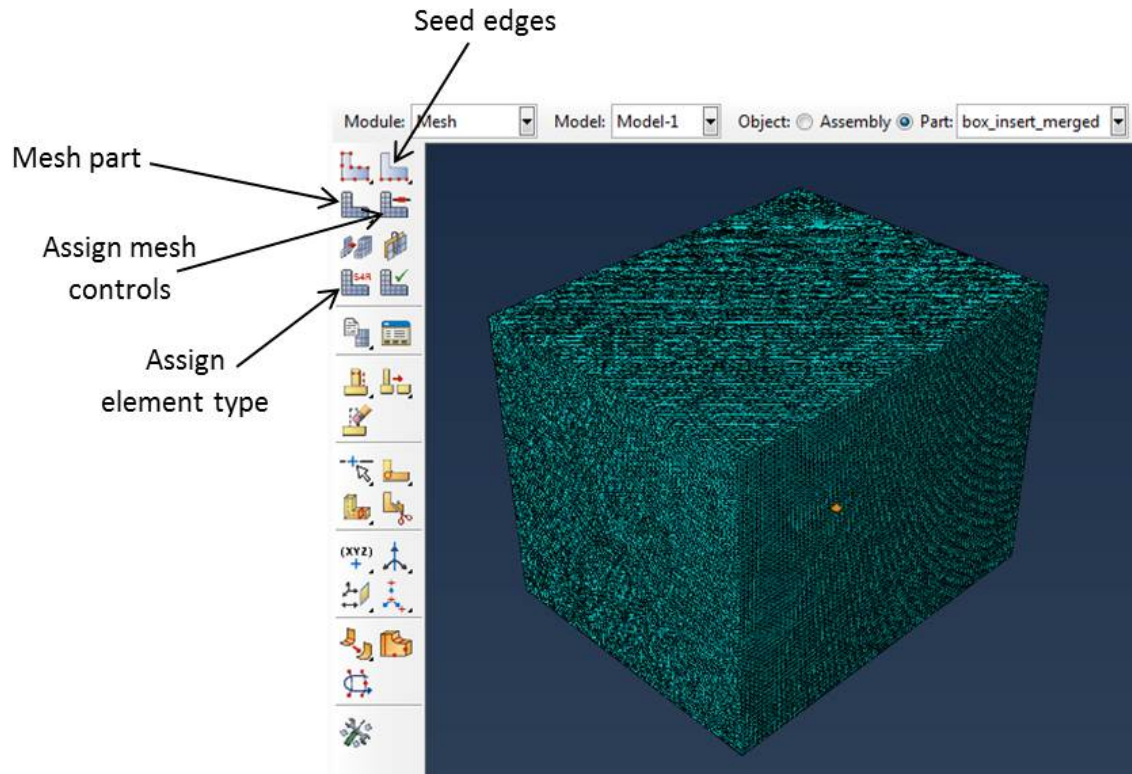 Seed edges
Module: Mesh Model: Model-1 Object: Assembly Part: box_insert_merged
Mesh part
Assign mesh
controls
S4R
Assign
element type
(XYZ)